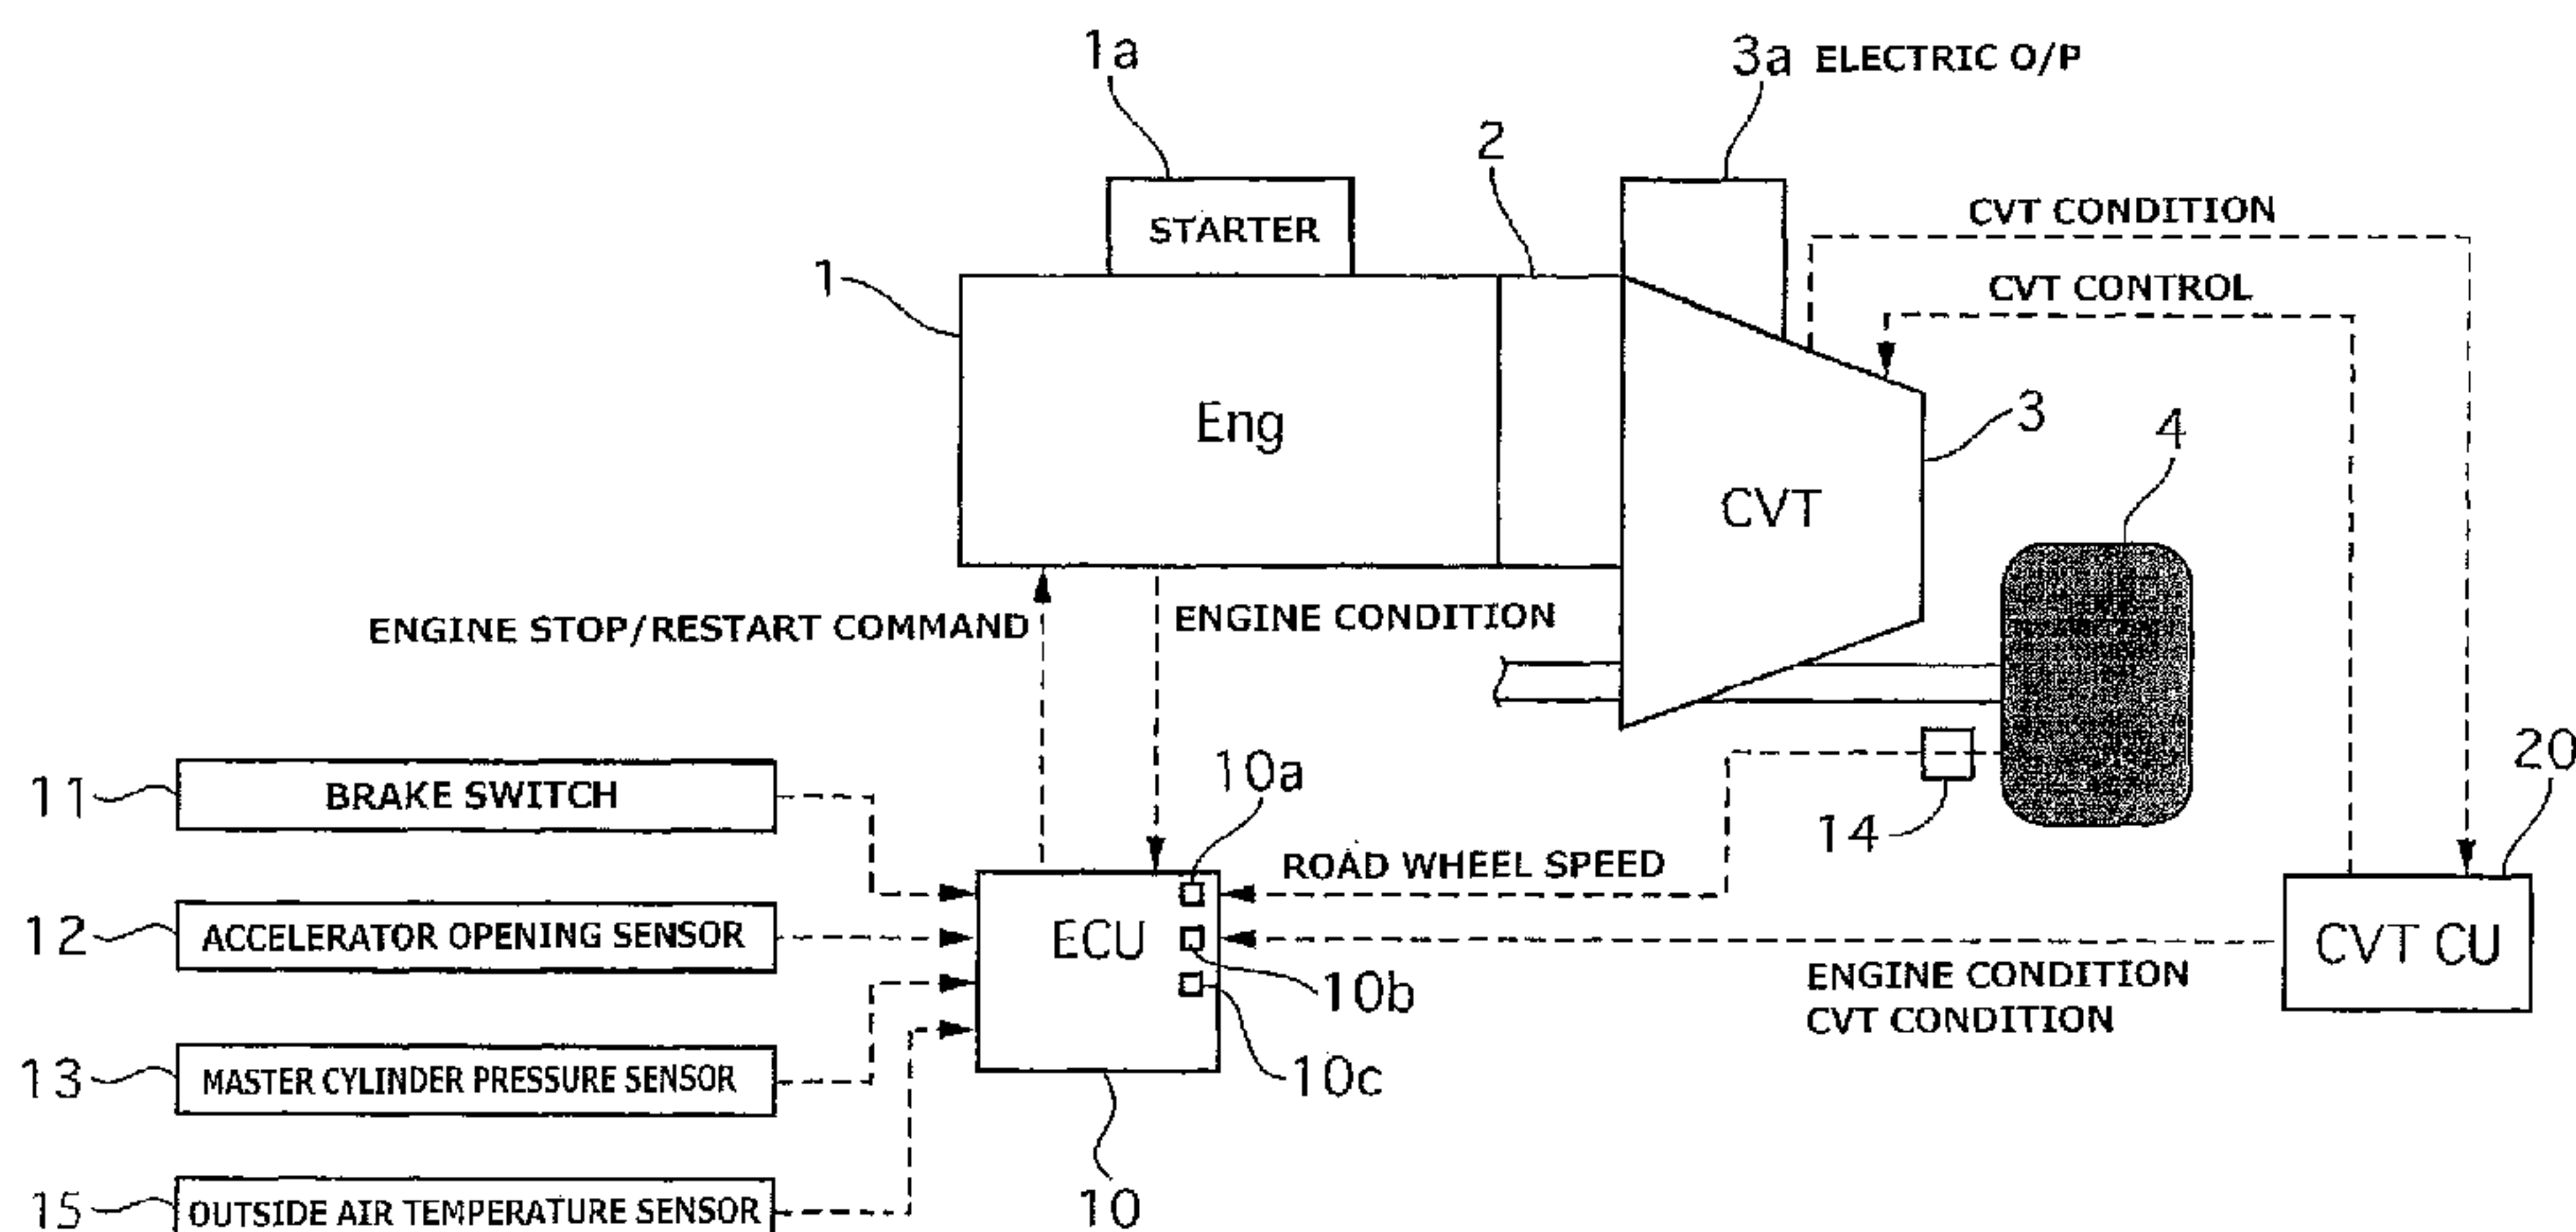 1a
3a ELECTRIC O/P
2
STARTER
CVT CONDITION
1
CVT CONTROL
Eng
3
4
CVT
ENGINE STOP/RESTART COMMAND
ENGINE CONDITION
20
11
BRAKE SWITCH
10a
14
ROAD WHEEL SPEED
12
ACCELERATOR OPENING SENSOR
ECU
CVT CU
10b
ENGINE CONDITION
CVT CONDITION
13
MASTER CYLINDER PRESSURE SENSOR
10c
10
15
OUTSIDE AIR TEMPERATURE SENSOR